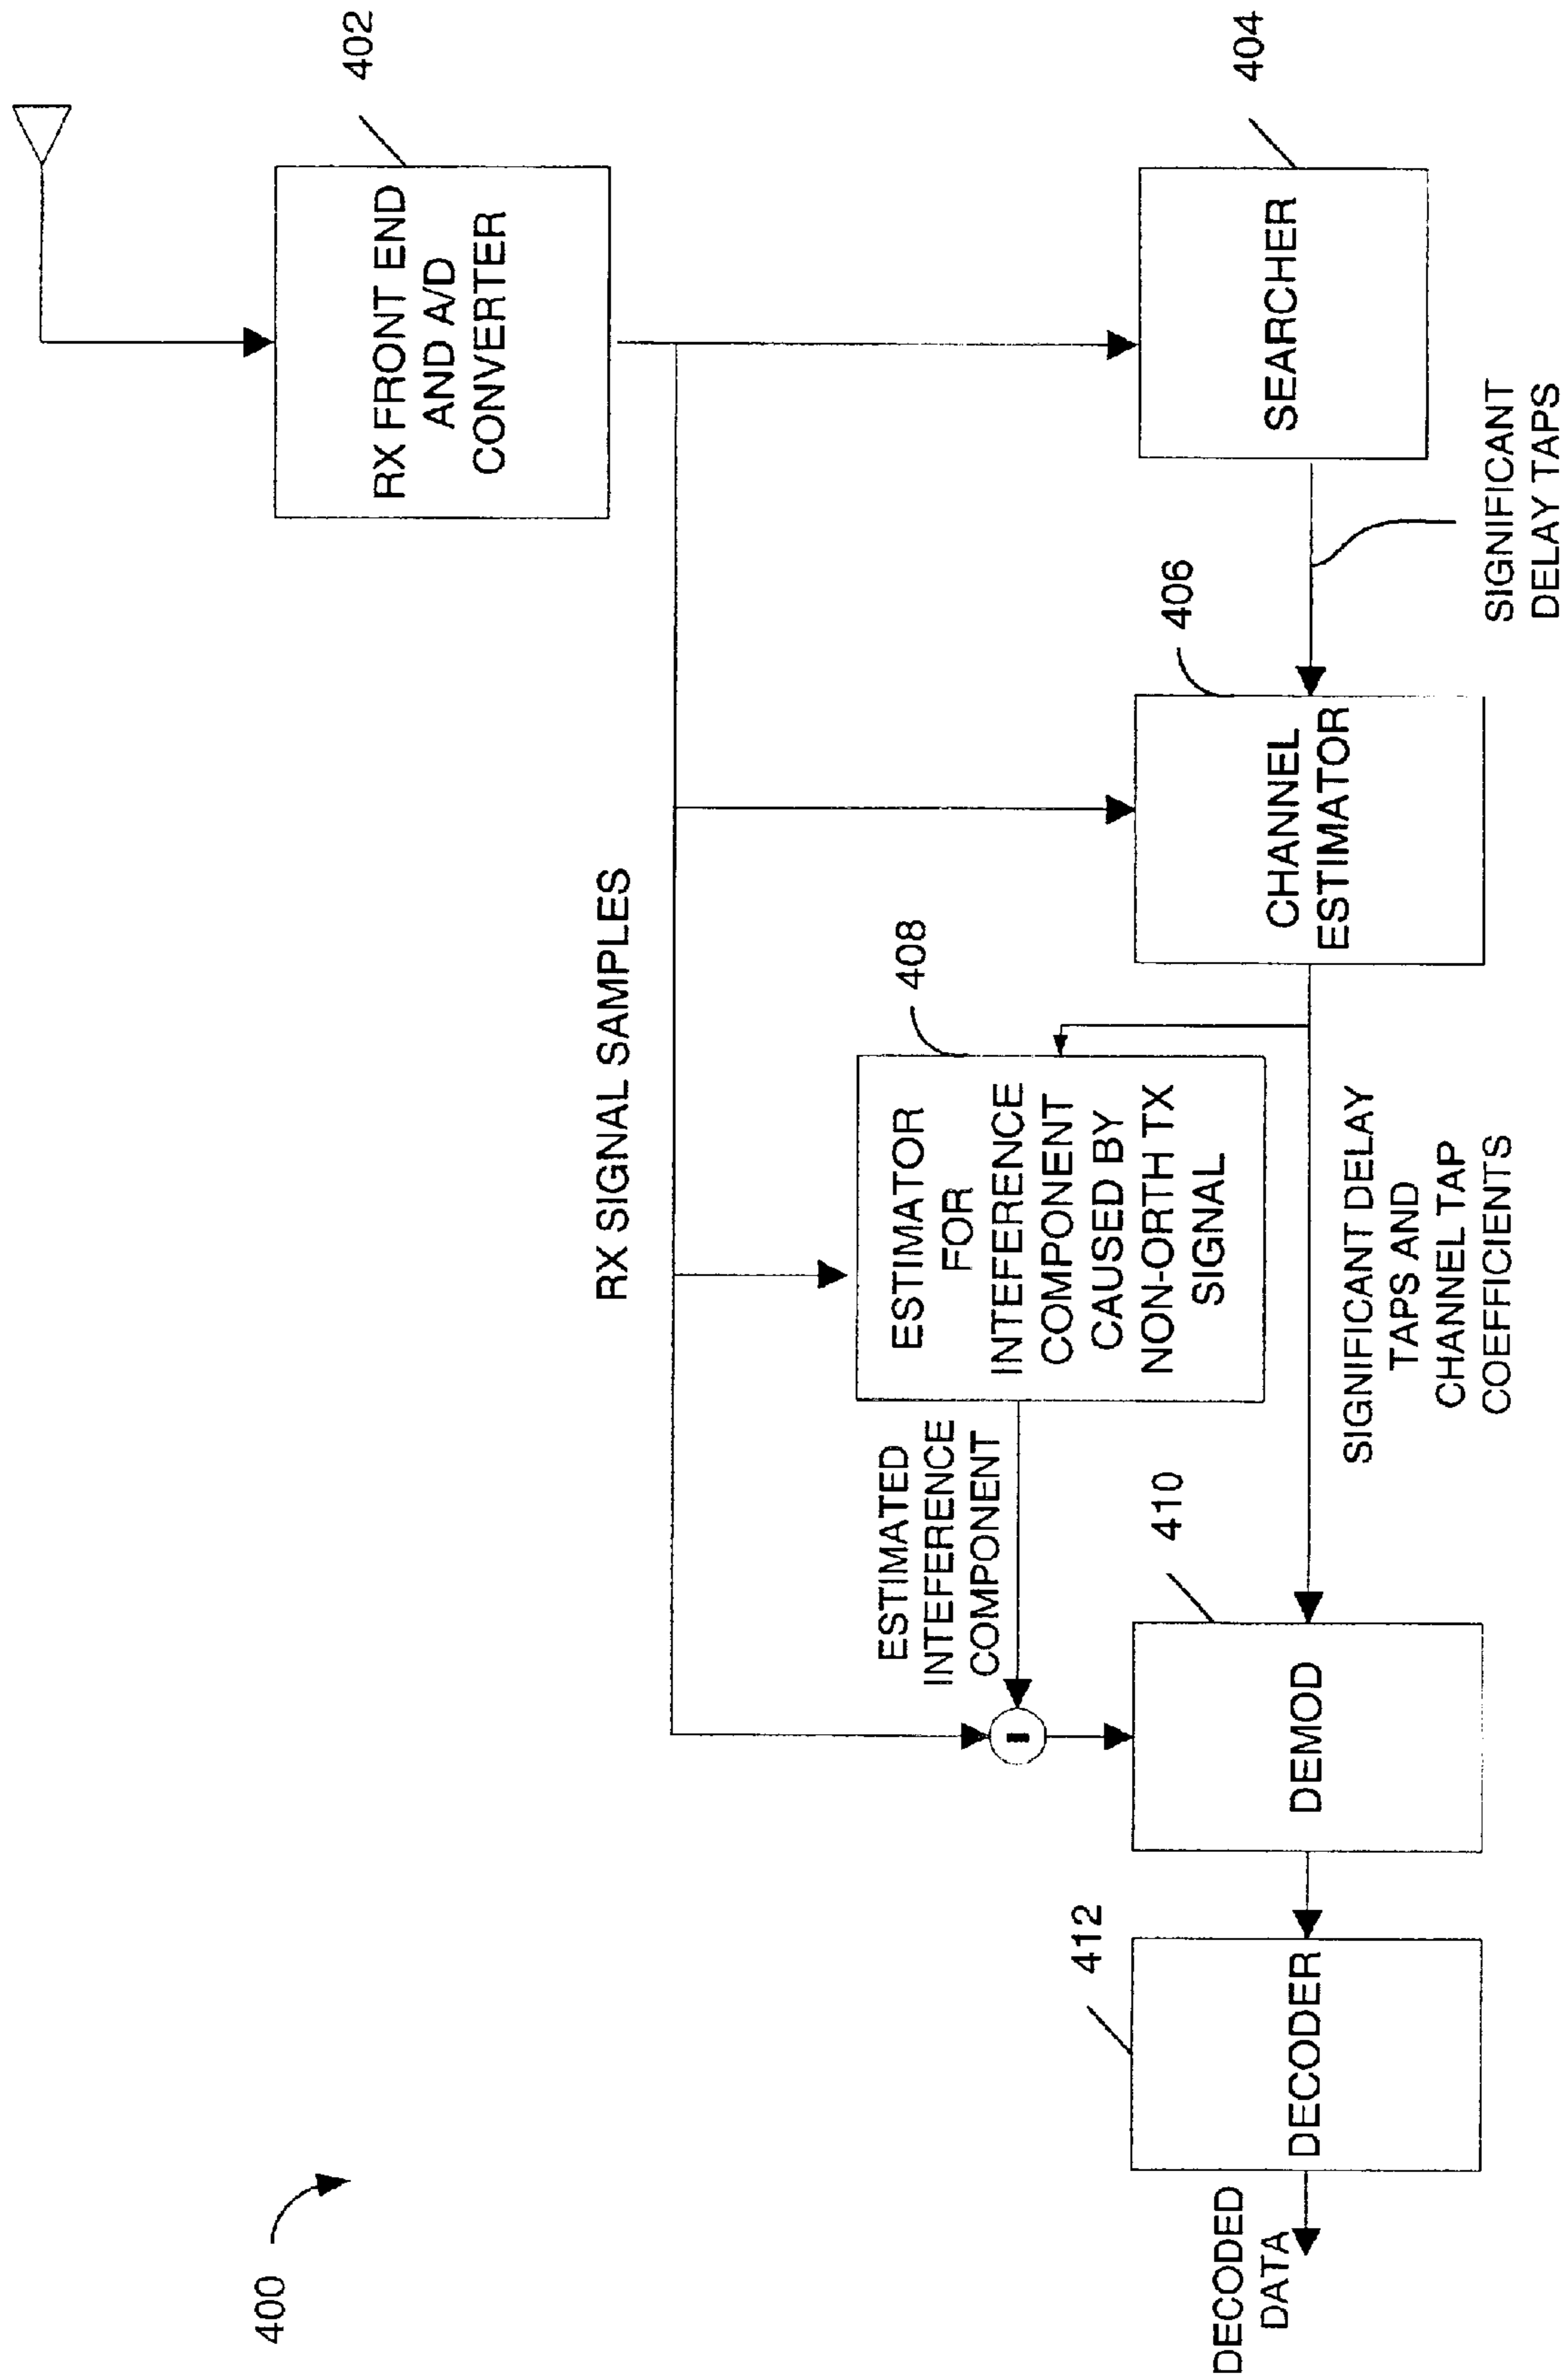 400
402
RX FRONT END
AND A/D
CONVERTER
RX SIGNAL SAMPLES
404
SEARCHER
SIGNIFICANT
DELAY TAPS
406
CHANNEL
ESTIMATOR
408
ESTIMATOR
FOR
INTEFERENCE
COMPONENT
CAUSED BY
NON-ORTH TX
SIGNAL
ESTIMATED
INTEFERENCE
COMPONENT
SIGNIFICANT DELAY
TAPS AND
CHANNEL TAP
COEFFICIENTS
-
410
DEMOD
412
DECODER
DECODED
DATA